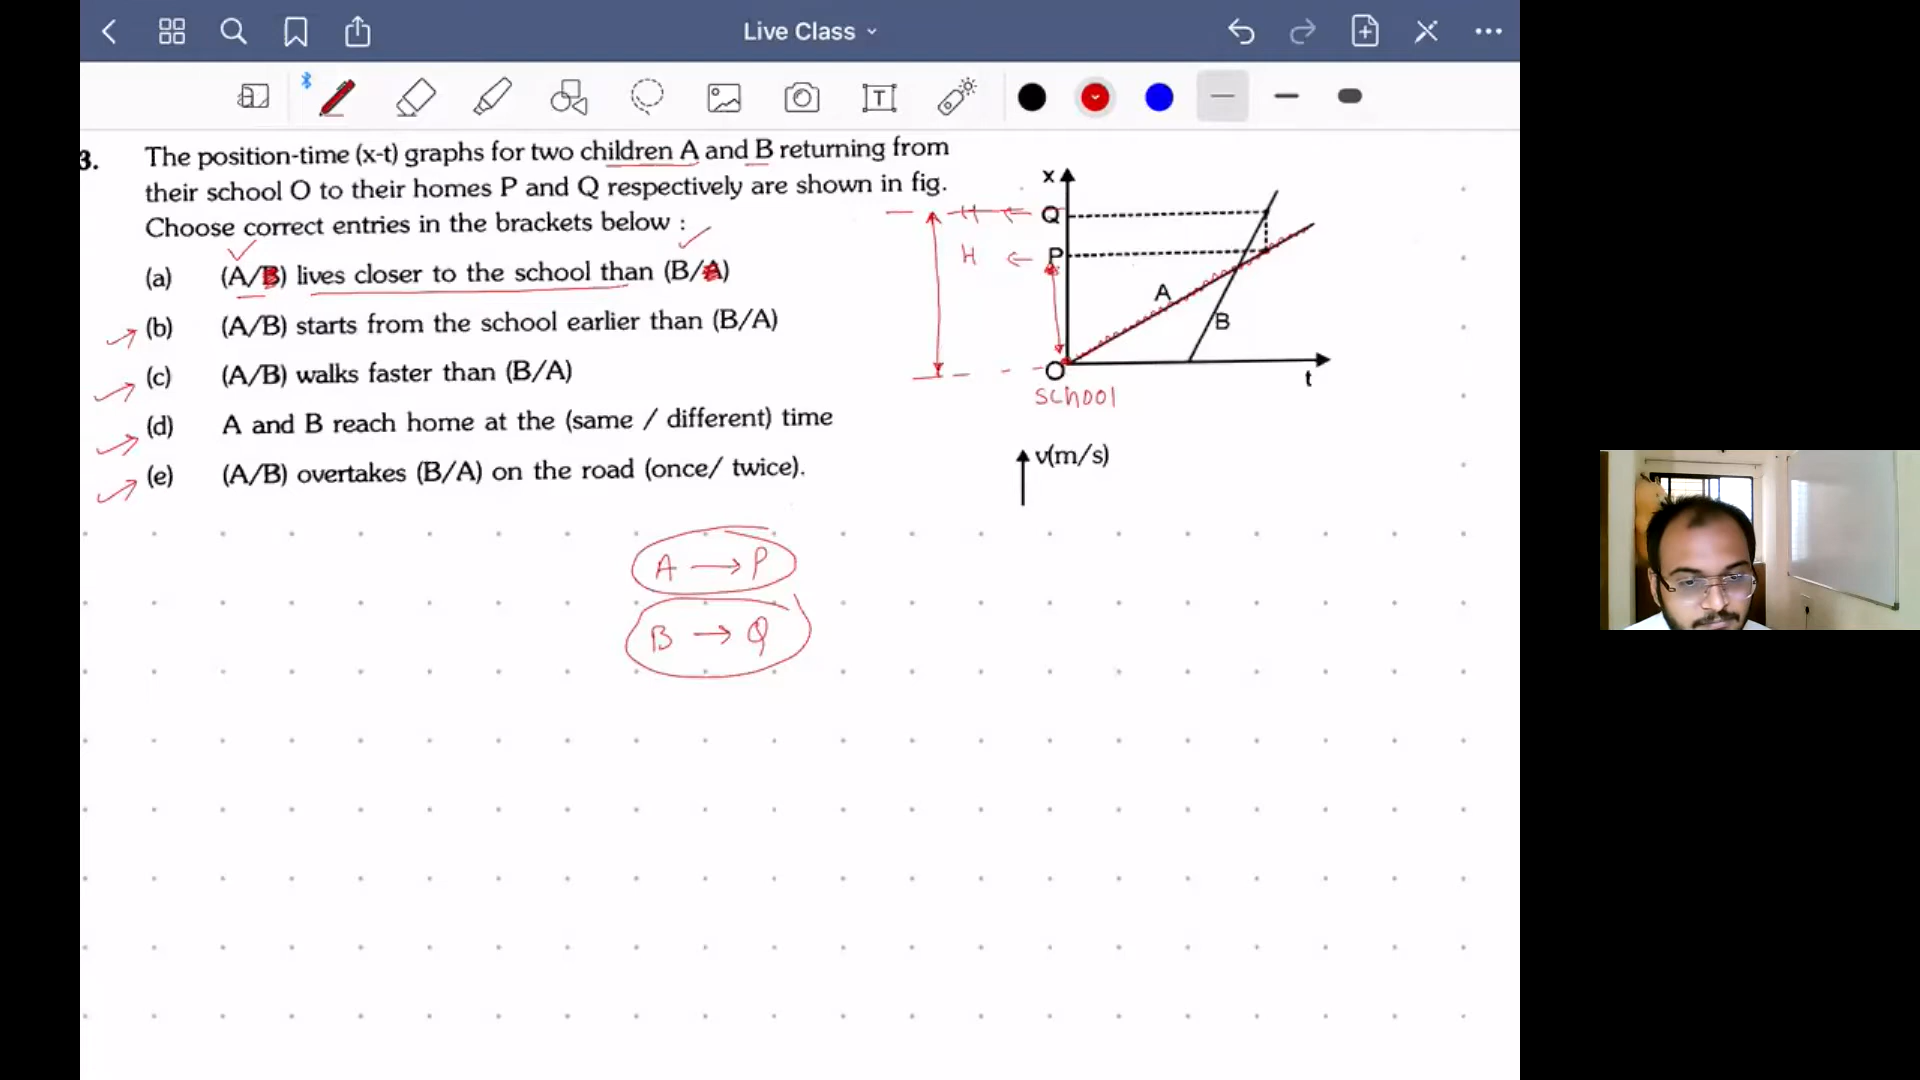 Live Class
3. The position-time (x-t) graphs for two children A and B returning from
their school O to their homes P and Q respectively are shown in fig.
Choose correct entries in the brackets below :
(a) (A/B) lives closer to the school than (B/A)
(b) (A/B) starts from the school earlier than (B/A)
(c) (A/B) walks faster than (B/A)
(d) A and B reach home at the (same / different) time
(e) (A/B) overtakes (B/A) on the road (once/ twice).
x
H ← Q
H ← P
A
B
O
t
SCHOOL
v(m/s)
A → P
B → Q